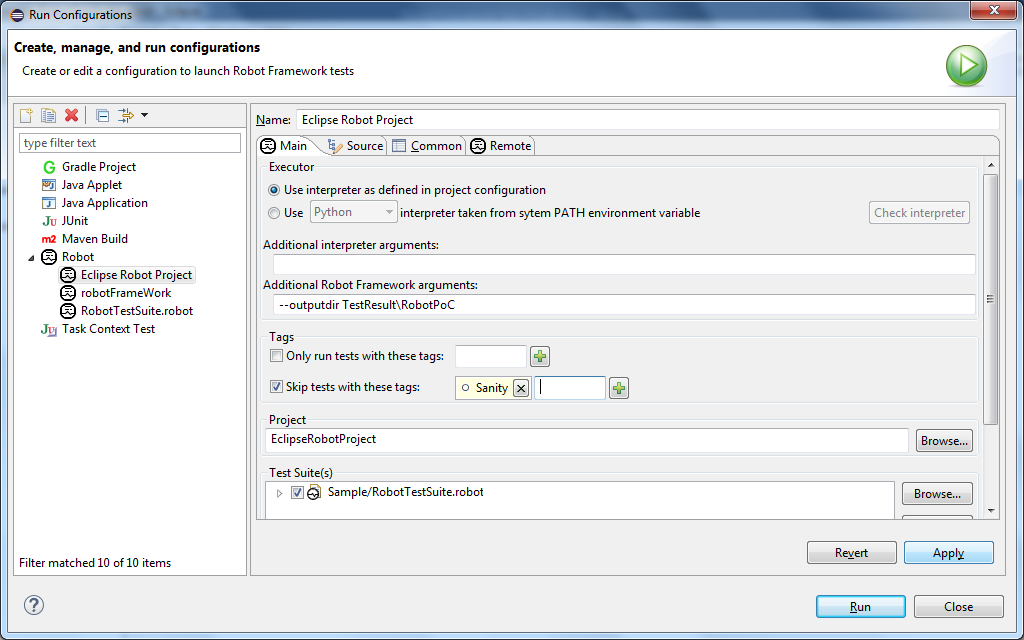 Run Configurations
Create, manage, and run configurations
Create or edit a configuration to launch Robot Framework tests
type filter text
Gradle Project
Java Applet
Java Application
Ju JUnit
m2 Maven Build
Robot
Eclipse Robot Project
robotFrameWork
RobotTestSuite.robot
Ju Task Context Test
Filter matched 10 of 10 items
Name: Eclipse Robot Project
Main Source Common Remote
Executor
Use interpreter as defined in project configuration
Use Python interpreter taken from sytem PATH environment variable Check interpreter
Additional interpreter arguments:
Additional Robot Framework arguments:
--outputdir TestResult\RobotPoC
Tags
Only run tests with these tags:
Skip tests with these tags: Sanity
Project
EclipseRobotProject Browse...
Test Suite(s)
Sample/RobotTestSuite.robot Browse...
Revert Apply
? Run Close